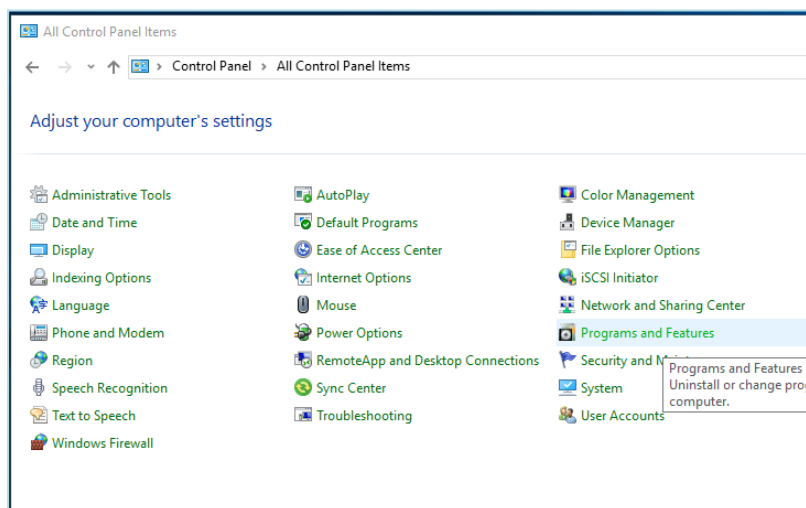 All Control Panel Items
Control Panel > All Control Panel Items
Adjust your computer's settings
Administrative Tools
AutoPlay
Color Management
Date and Time
Default Programs
Device Manager
Display
Ease of Access Center
File Explorer Options
Indexing Options
Internet Options
iSCSI Initiator
Language
Mouse
Network and Sharing Center
Phone and Modem
Power Options
Programs and Features
Region
RemoteApp and Desktop Connections
Security and
Programs and Features
Speech Recognition
Sync Center
System
Uninstall or change
computer.
Text to Speech
Troubleshooting
User Accounts
Windows Firewall